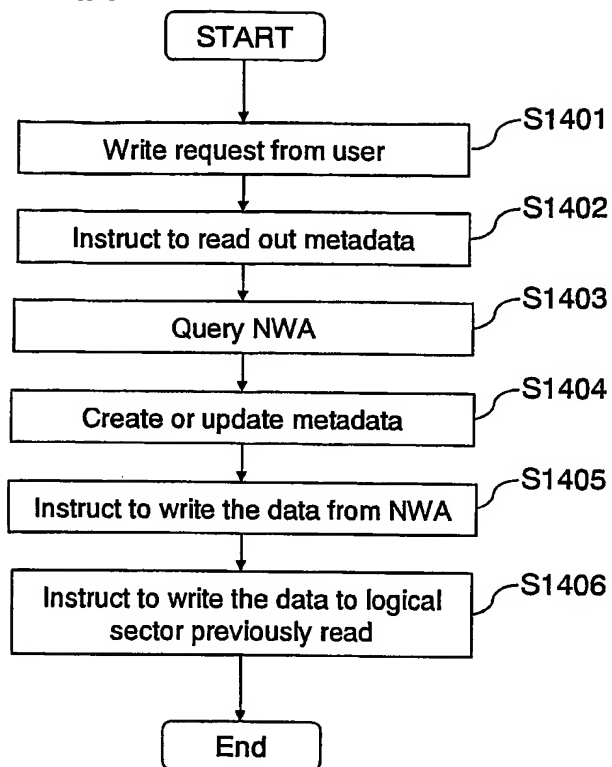 START
Write request from user
S1401
Instruct to read out metadata
S1402
Query NWA
S1403
Create or update metadata
S1404
Instruct to write the data from NWA
S1405
Instruct to write the data to logical
sector previously read
S1406
End